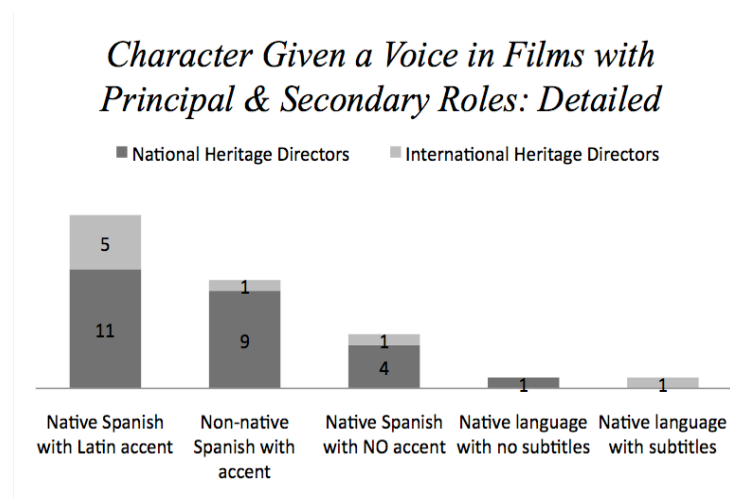 Character Given a Voice in Films with
Principal & Secondary Roles: Detailed
National Heritage Directors
International Heritage Directors
5
11
1
9
1
4
1
1
Native Spanish
with Latin accent
Non-native
Spanish with
accent
Native Spanish
with NO accent
Native language
with no subtitles
Native language
with subtitles